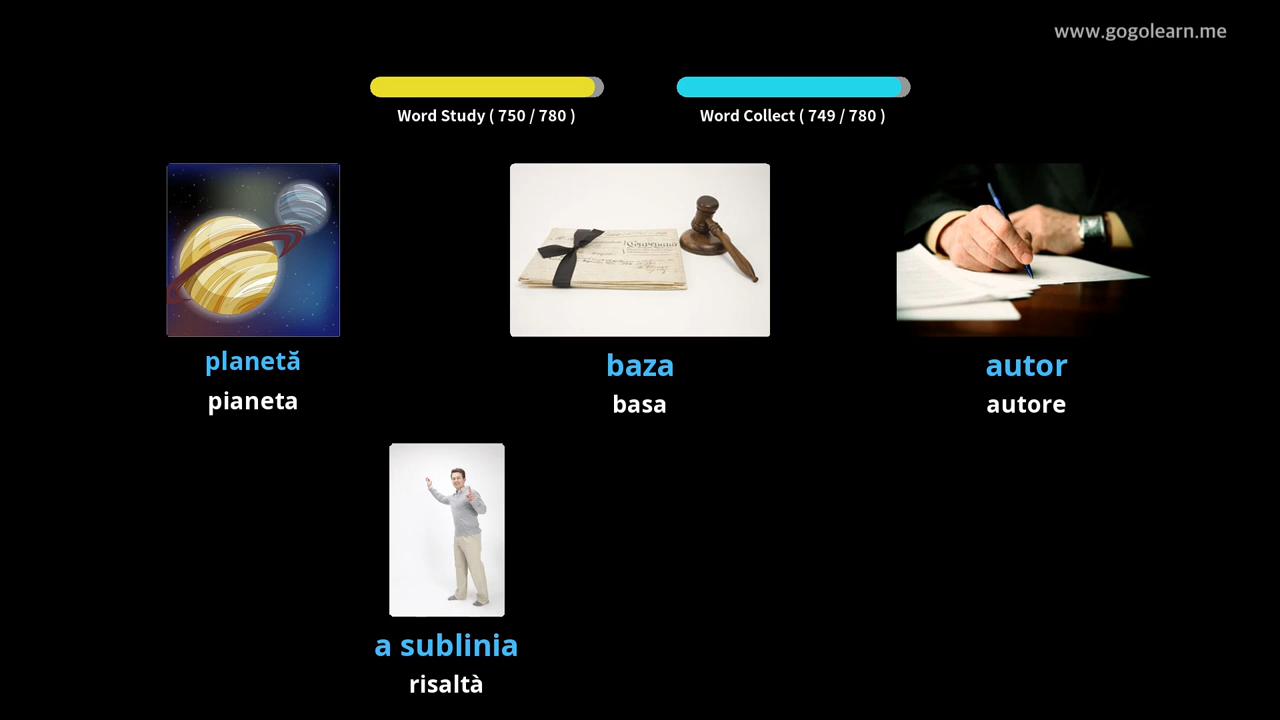 www.gogolearn.me
Word Study ( 750 / 780 )
Word Collect ( 749 / 780 )
planetă
pianeta
baza
basa
autor
autore
a sublinia
risaltà